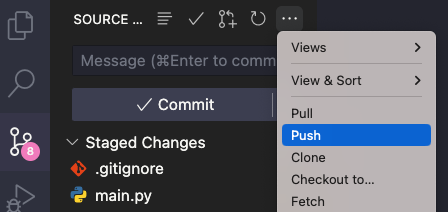 SOURCE ...
Message (⌘Enter to comm
Commit
Staged Changes
.gitignore
main.py
8
Views
View & Sort
Pull
Push
Clone
Checkout to...
Fetch